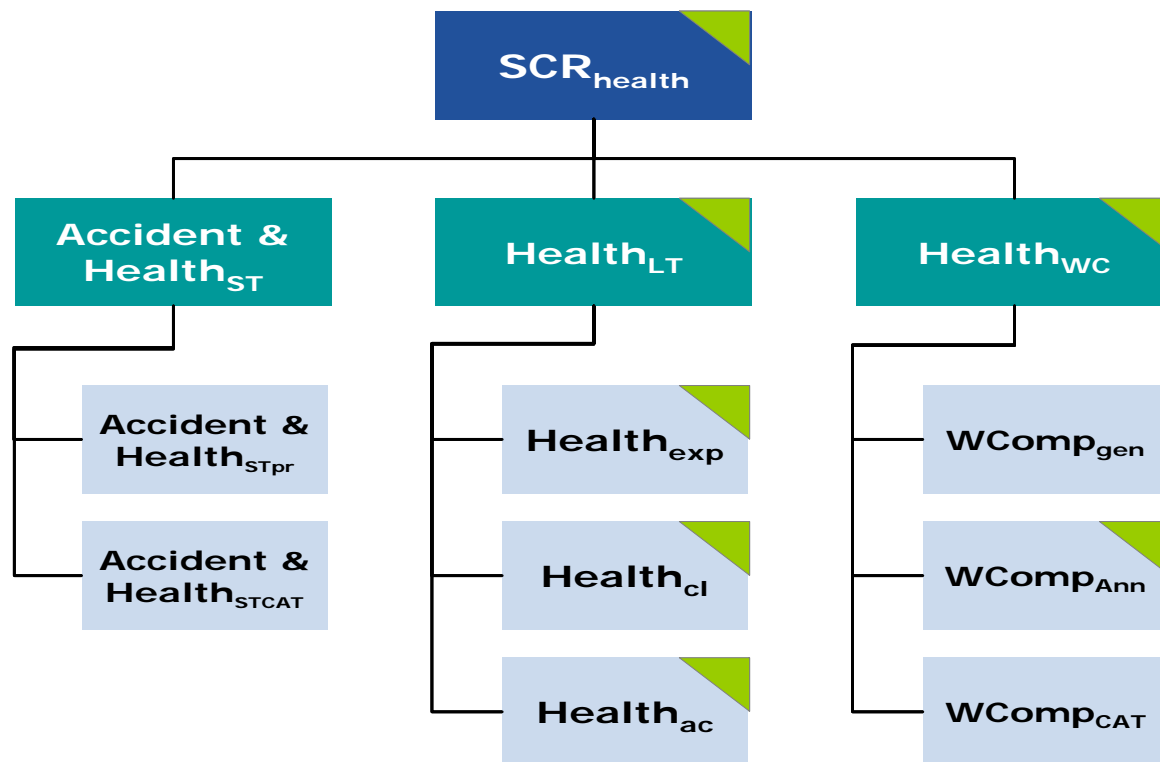 SCRhealth
Accident &
HealthST
HealthLT
HealthWC
Accident &
HealthSTpr
Healthexp
WCompgen
Accident &
HealthSTCAT
Healthcl
WCompAnn
Healthac
WCompCAT